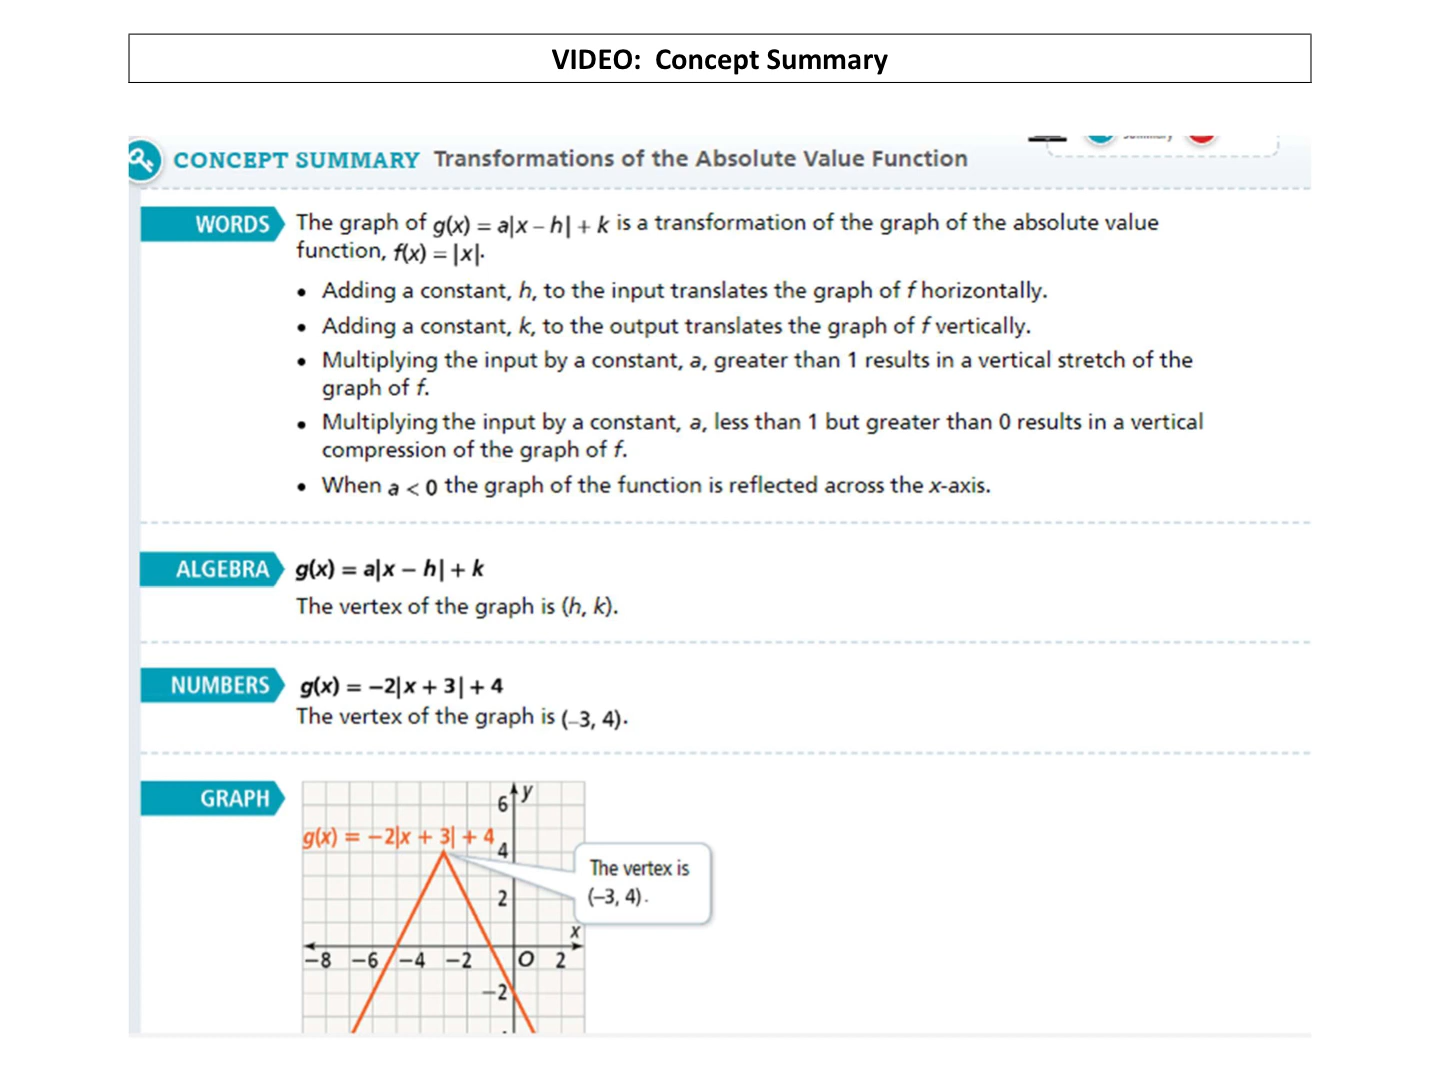 VIDEO:  Concept Summary
Summary
CONCEPT SUMMARY Transformations of the Absolute Value Function
WORDS
The graph of g(x) = a|x – h| + k is a transformation of the graph of the absolute value
function, f(x) = |x|.
• Adding a constant, h, to the input translates the graph of f horizontally.
• Adding a constant, k, to the output translates the graph of f vertically.
• Multiplying the input by a constant, a, greater than 1 results in a vertical stretch of the
graph of f.
• Multiplying the input by a constant, a, less than 1 but greater than 0 results in a vertical
compression of the graph of f.
• When a < 0 the graph of the function is reflected across the x-axis.
ALGEBRA
g(x) = a|x – h| + k
The vertex of the graph is (h, k).
NUMBERS
g(x) = –2|x + 3| + 4
The vertex of the graph is (–3, 4).
GRAPH
6 y
g(x) = –2|x + 3| + 4
4
The vertex is
(–3, 4).
2
x
–8 –6 –4 –2 O 2
–2